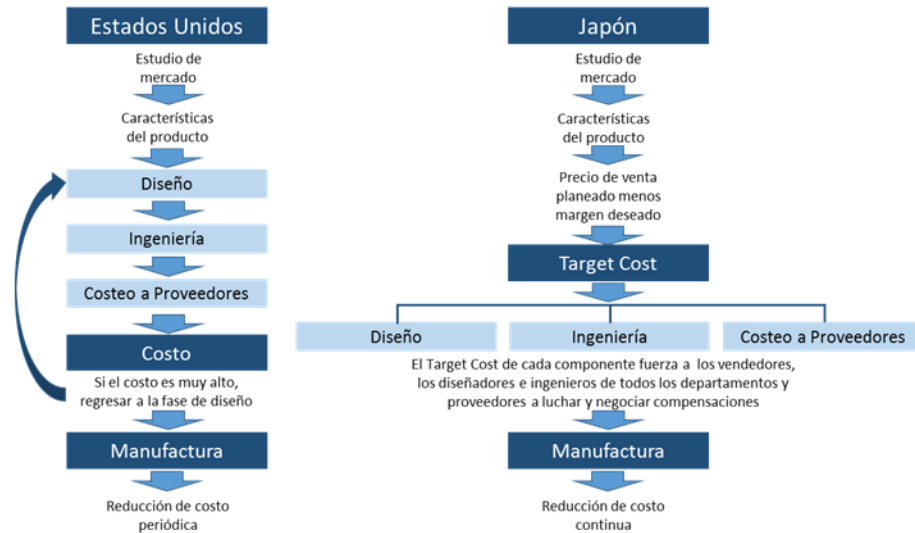 Estados Unidos
Estudio de
mercado
Características
del producto
Diseño
Ingeniería
Costeo a Proveedores
Costo
Si el costo es muy alto,
regresar a la fase de diseño
Manufactura
Reducción de costo
periódica
Japón
Estudio de
mercado
Características
del producto
Precio de venta
planeado menos
margen deseado
Target Cost
Diseño
Ingeniería
Costeo a Proveedores
El Target Cost de cada componente fuerza a los vendedores,
los diseñadores e ingenieros de todos los departamentos y
proveedores a luchar y negociar compensaciones
Manufactura
Reducción de costo
continua